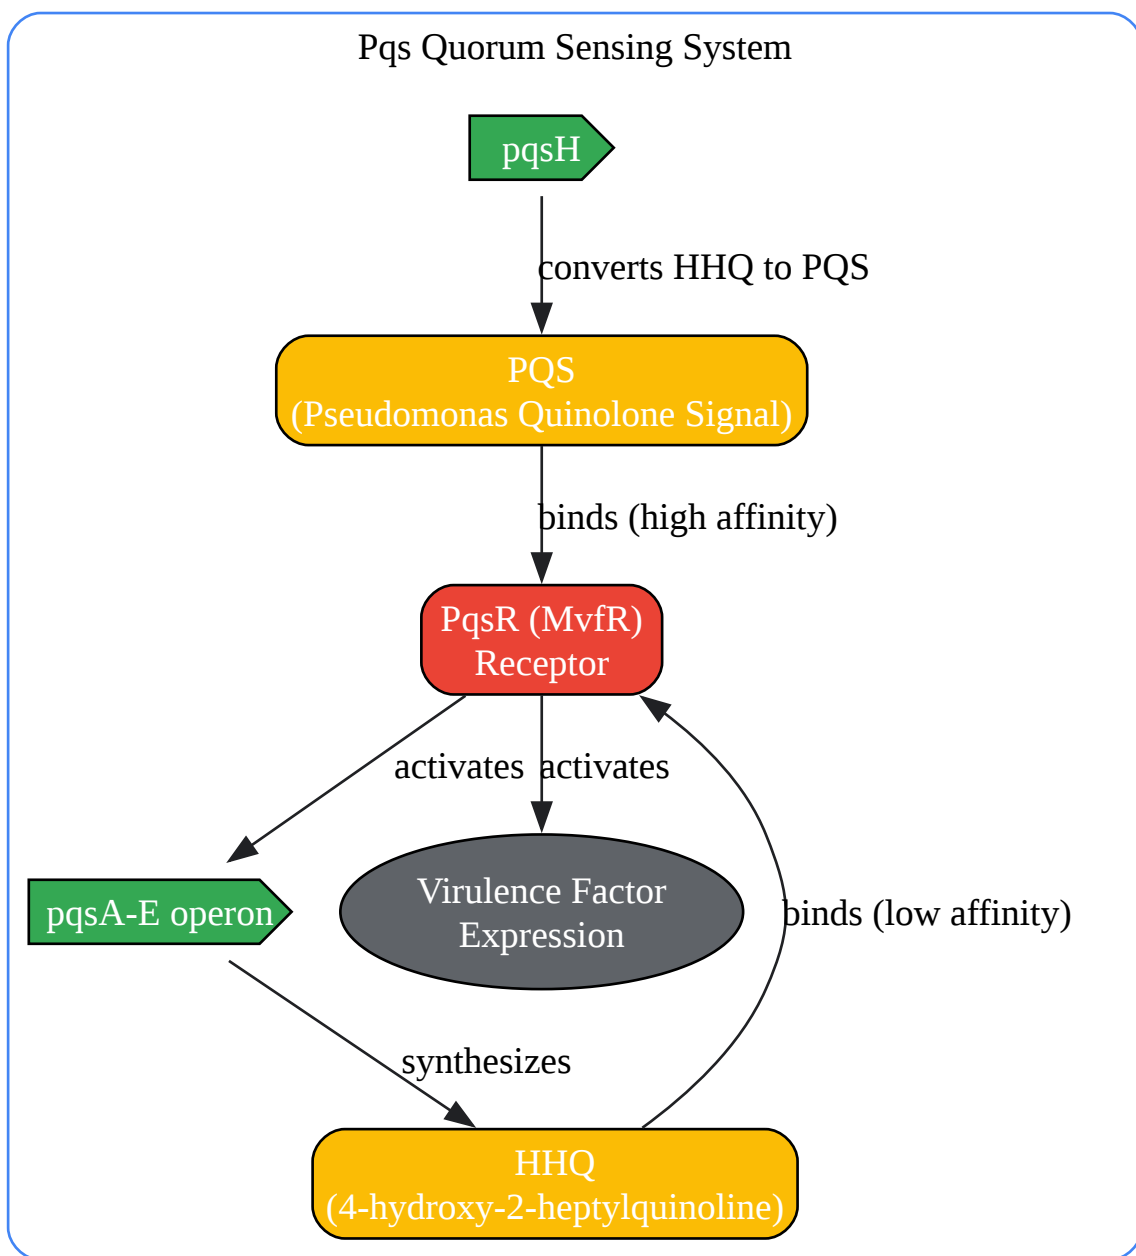 Pqs Quorum Sensing System
pqsH
converts HHQ to PQS
PQS
(Pseudomonas Quinolone Signal)
binds (high affinity)
PqsR (MvfR)
Receptor
activates
activates
Virulence Factor
Expression
pqsA-E operon
binds (low affinity)
synthesizes
HHQ
(4-hydroxy-2-heptylquinoline)